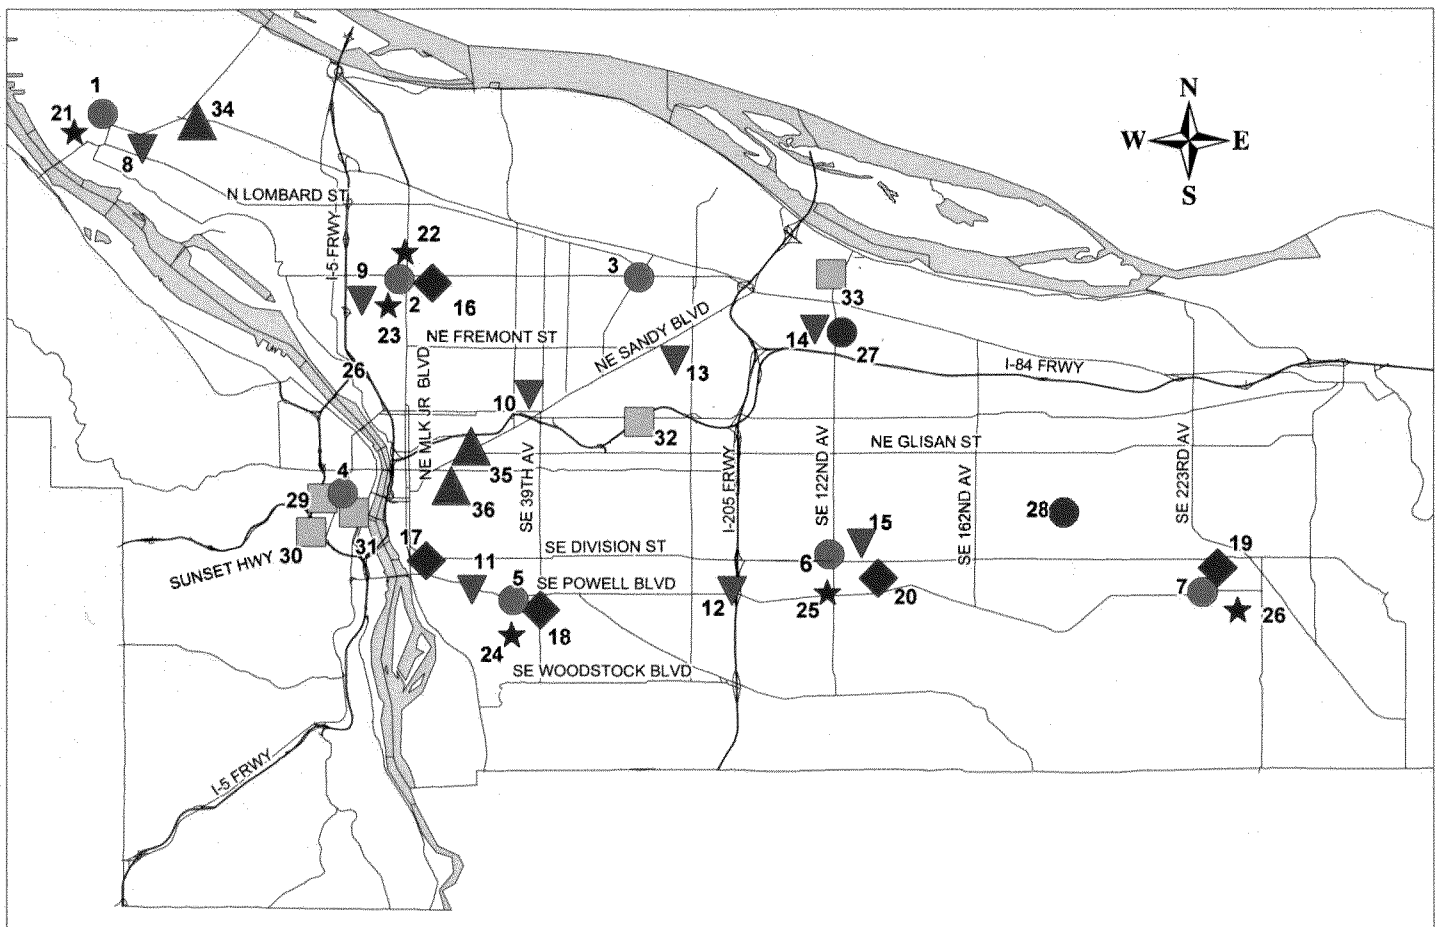 N
W E
S
1
21
34
8
N LOMBARD ST
I-5 FRWY
22
9
3
2
16
33
23
NE FREMONT ST
NE SANDY BLVD
14
27
26
NE MLK JR BLVD
13
I-84 FRWY
10
32
NE GLISAN ST
4
35
SE 39TH AV
I-205 FRWY
SE 122ND AV
SE 162ND AV
SE 223RD AV
29
36
28
30
31
17
15
SUNSET HWY
SE DIVISION ST
6
19
11
5
SE POWELL BLVD
12
25
20
7
26
24
18
SE WOODSTOCK BLVD
I-5 FRWY